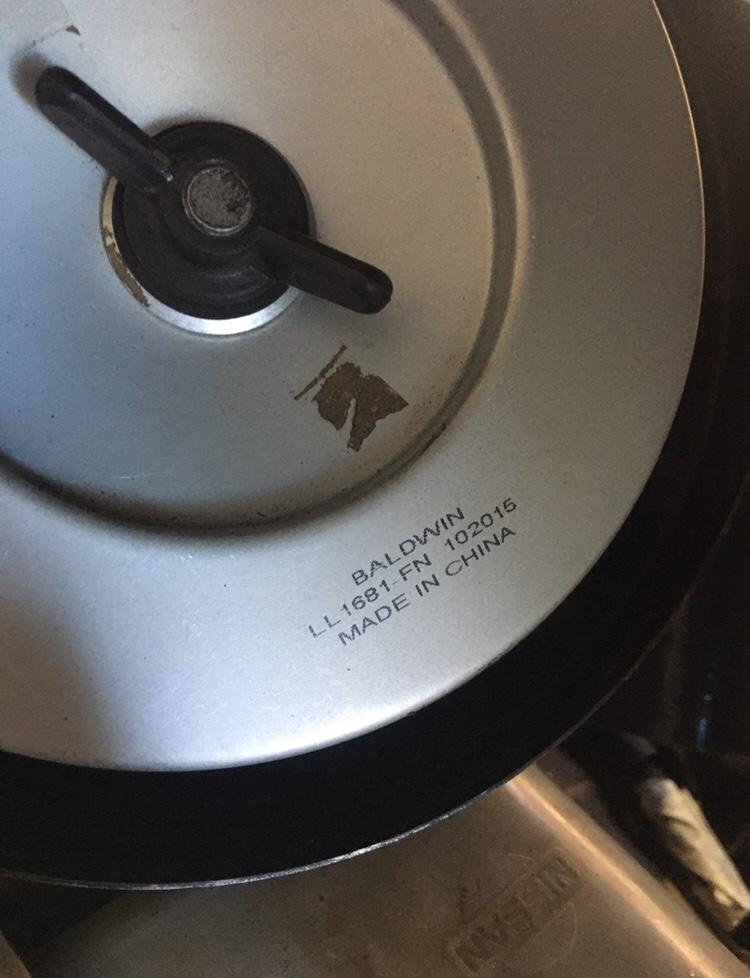 BALDWIN
LL1681-FN 102015
MADE IN CHINA
NISSAN